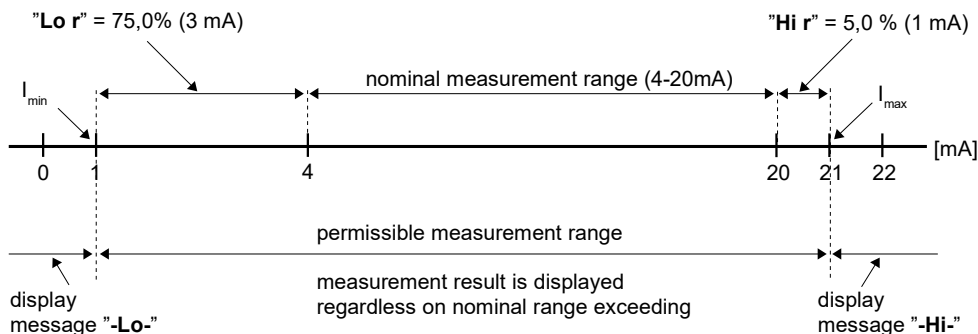 "Lo r" = 75,0% (3 mA)
"Hi r" = 5,0 % (1 mA)
nominal measurement range (4-20mA)
I min
I max
[mA]
0 1 4 20 21 22
permissible measurement range
measurement result is displayed
regardless on nominal range exceeding
display
message "-Lo-"
display
message "-Hi-"